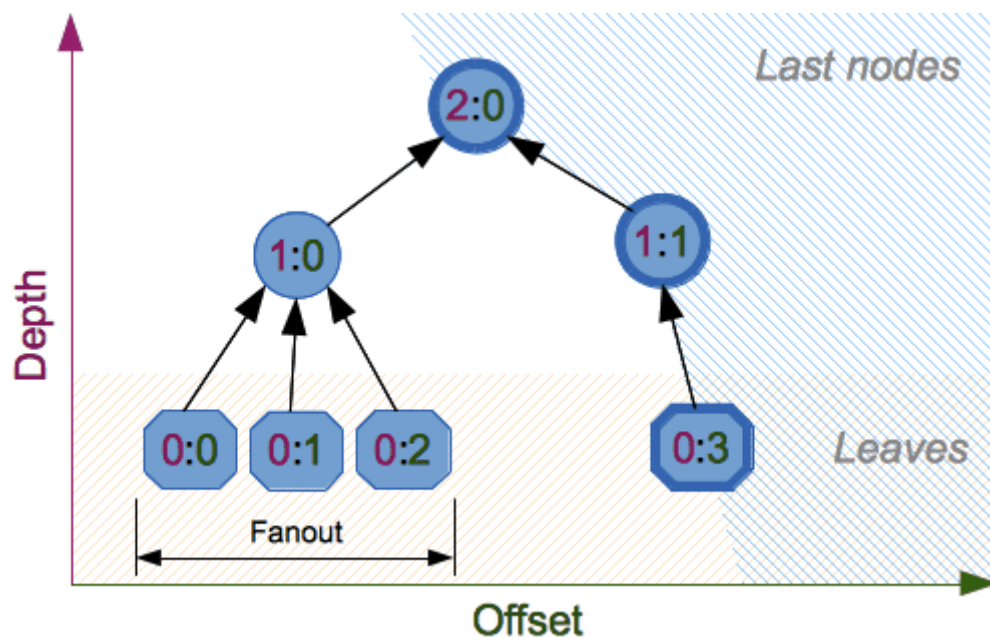 Last nodes
2:0
1:0
1:1
Depth
0:0
0:1
0:2
0:3
Leaves
Fanout
Offset